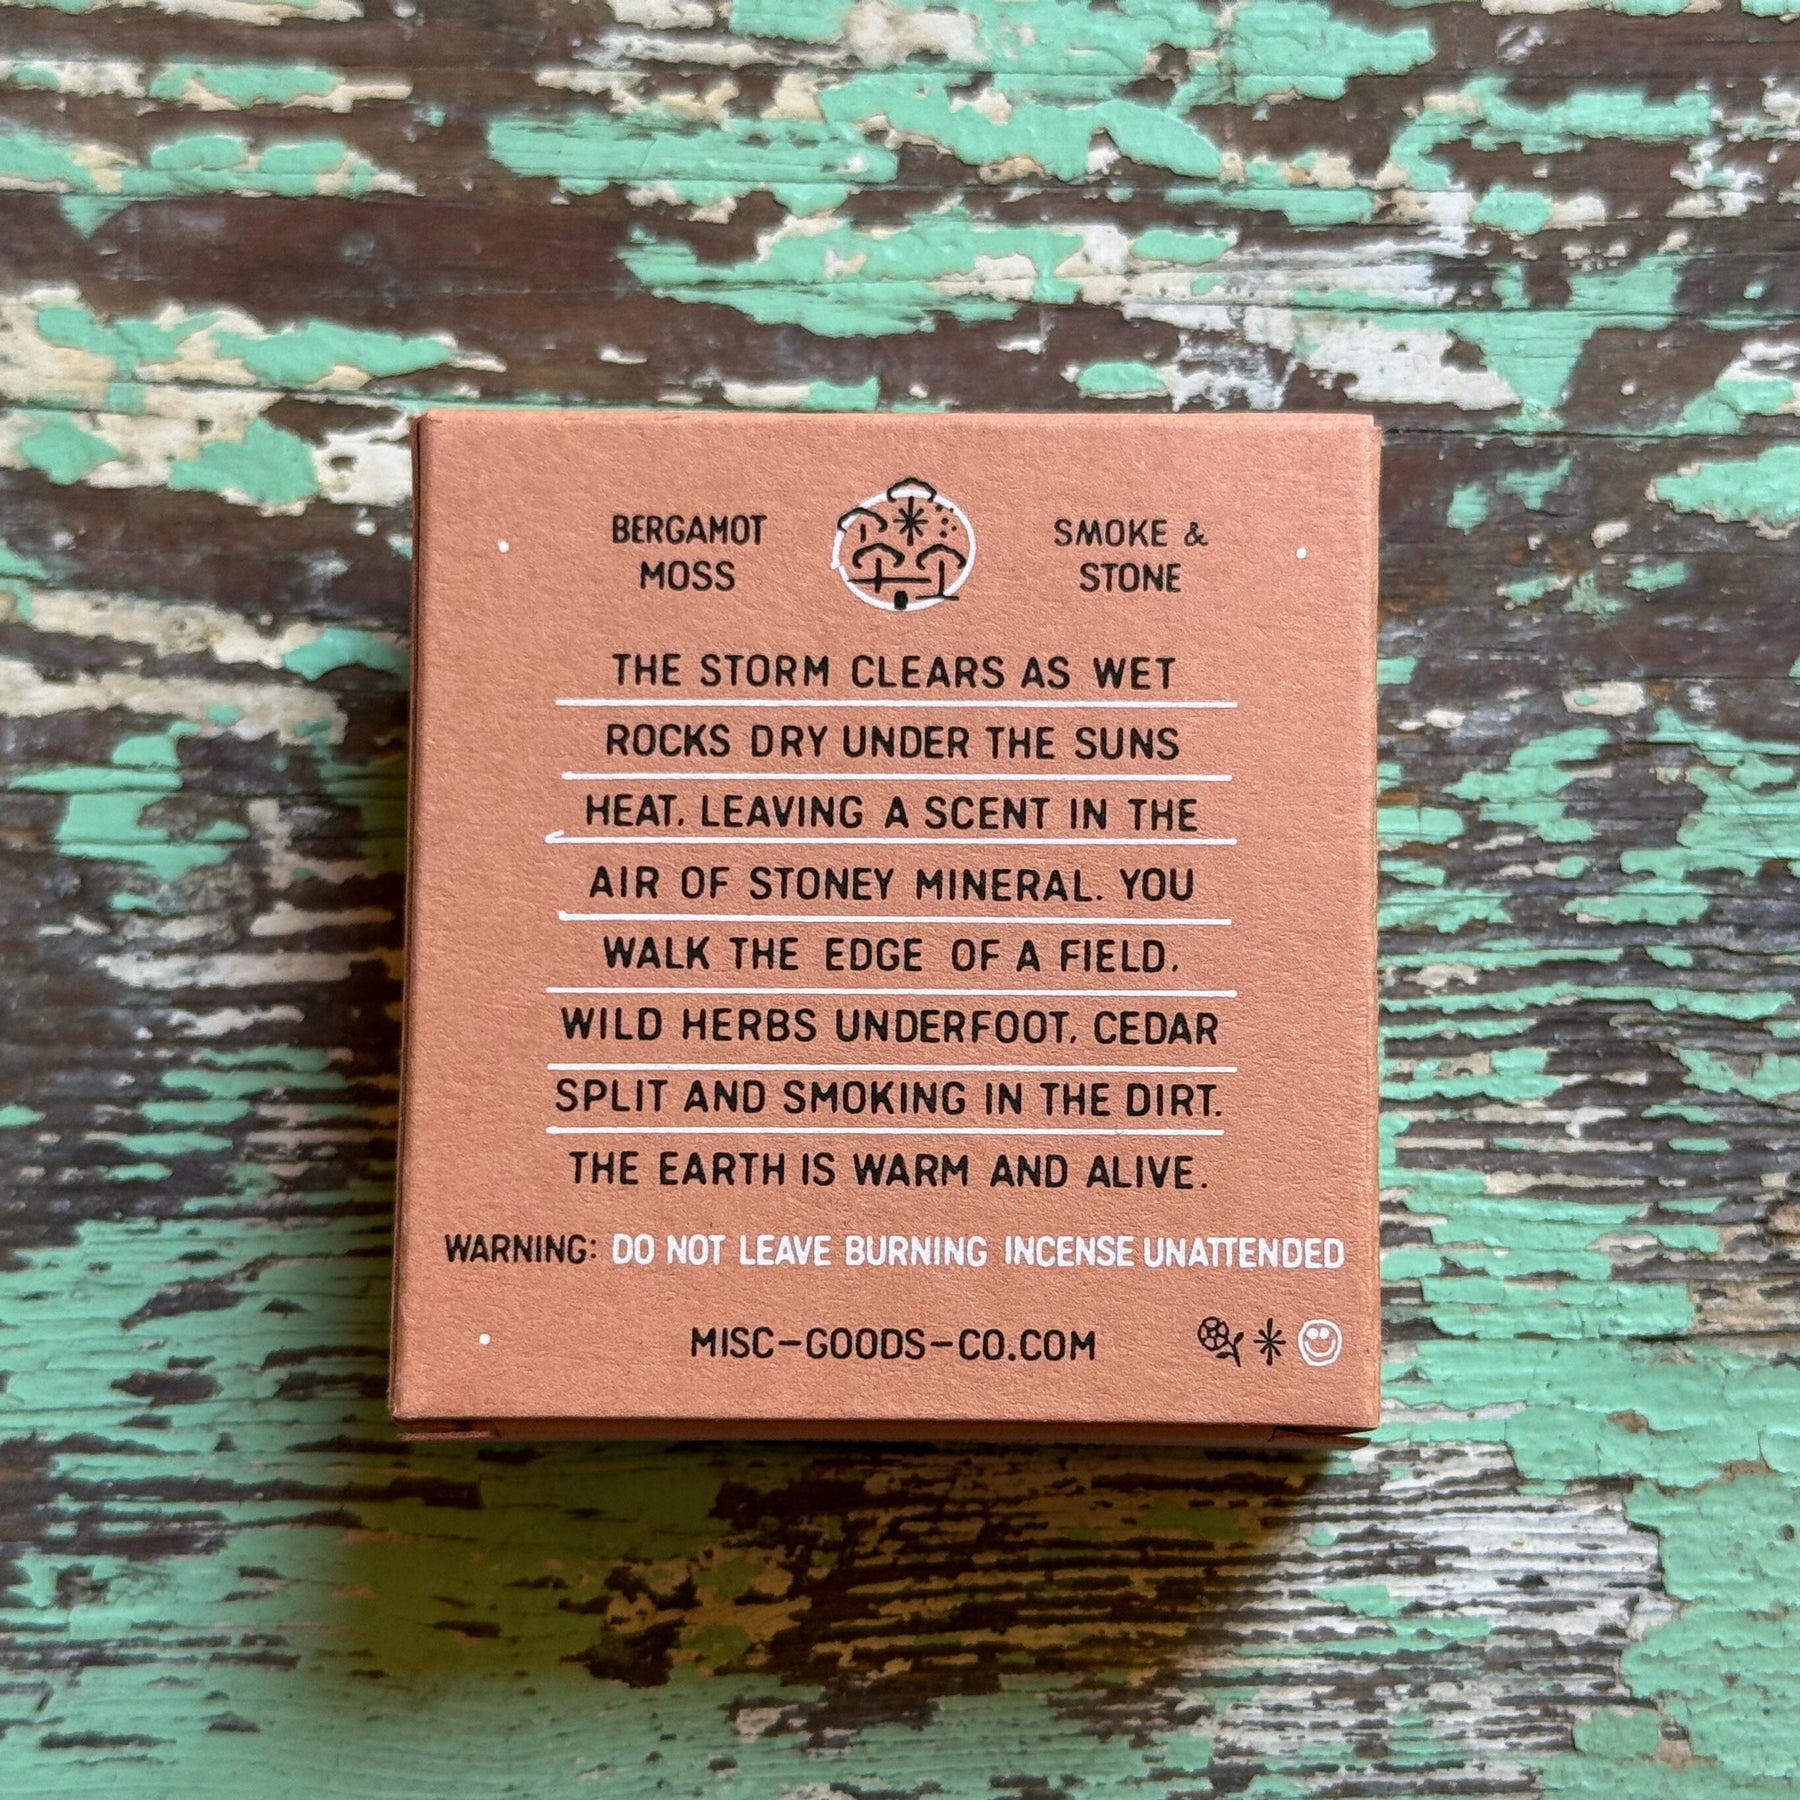 BERGAMOT
MOSS
SMOKE &
STONE
THE STORM CLEARS AS WET
ROCKS DRY UNDER THE SUNS
HEAT. LEAVING A SCENT IN THE
AIR OF STONEY MINERAL. YOU
WALK THE EDGE OF A FIELD.
WILD HERBS UNDERFOOT. CEDAR
SPLIT AND SMOKING IN THE DIRT.
THE EARTH IS WARM AND ALIVE.
WARNING: DO NOT LEAVE BURNING INCENSE UNATTENDED
MISC-GOODS-CO.COM